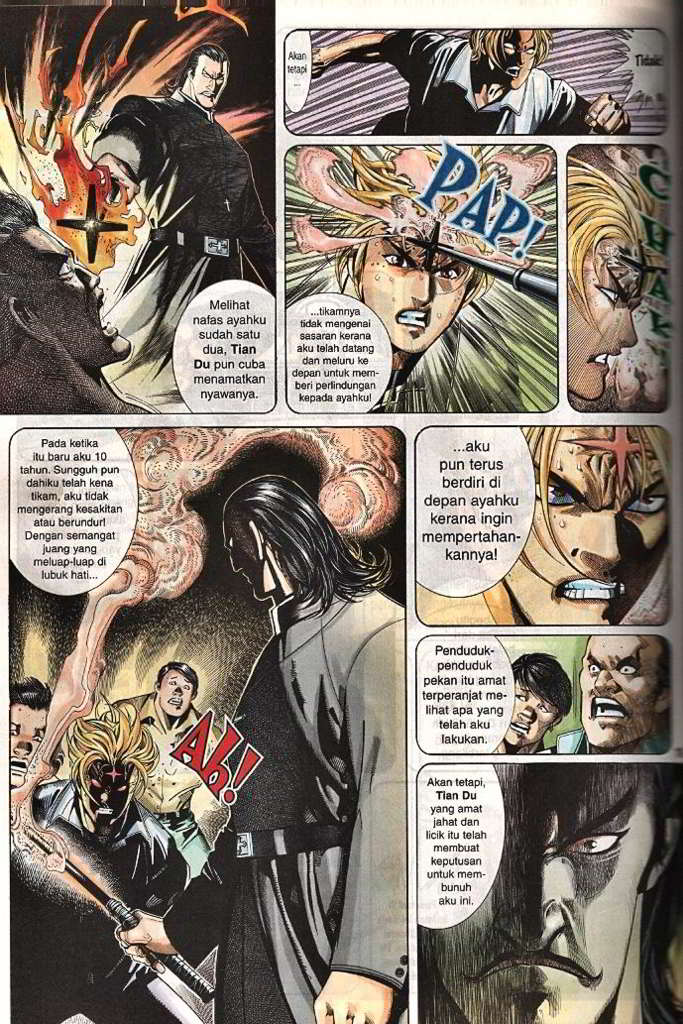 Melihat
nafas ayahku
sudah satu
dua, Tian
Du pun cuba
menamatkan
nyawanya.
Akan
tetapi
...
Tidak!
PAP!
...tikamnya
tidak mengenai
sasaran kerana
aku telah datang
dan meluru ke
depan untuk mem-
beri perlindungan
kepada ayahku!
CHAK
Pada ketika
itu baru aku 10
tahun. Sungguh pun
dahiku telah kena
tikam, aku tidak
mengerang kesakitan
atau berundur!
Dengan semangat
juang yang
meluap-luap di
lubuk hati...
Ah!
...aku
pun terus
berdiri di
depan ayahku
kerana ingin
mempertahan-
kannya!
Penduduk-
penduduk
pekan itu amat
terperanjat me-
lihat apa yang
telah aku
lakukan.
Akan tetapi,
Tian Du
yang amat
jahat dan
licik itu telah
membuat
keputusan
untuk mem-
bunuh
aku ini.